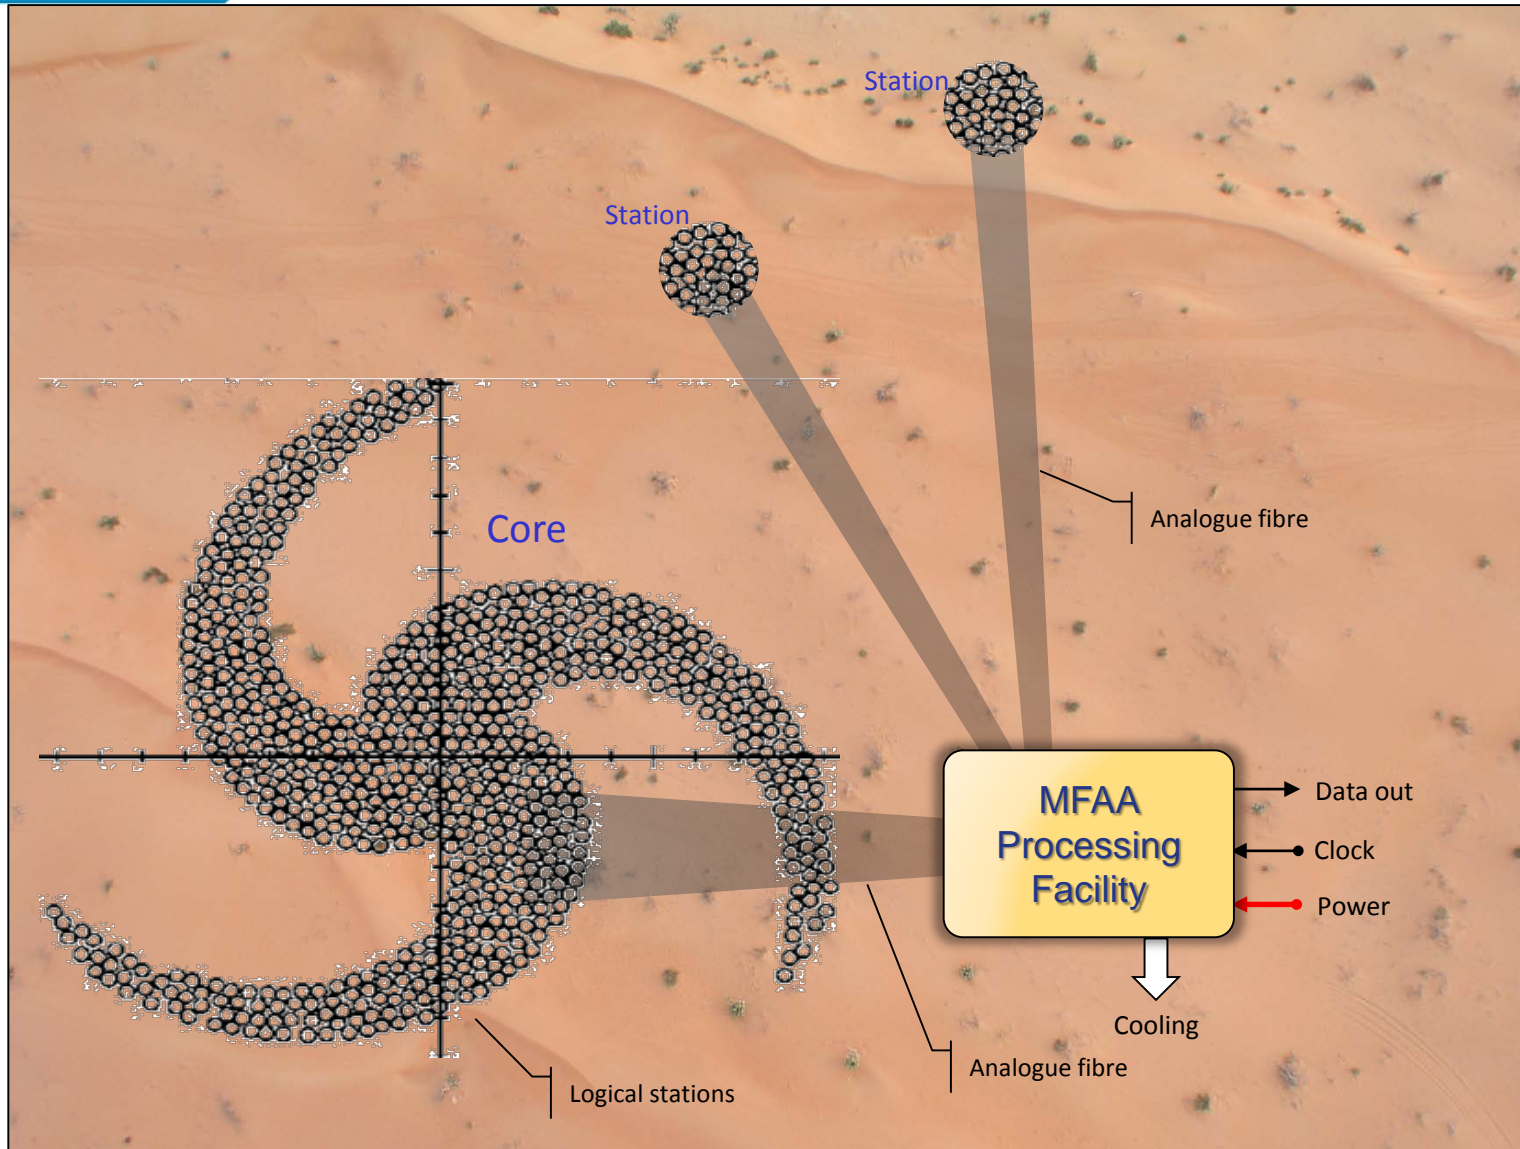 Station
Station
Core
Analogue fibre
MFAA
Processing
Facility
Data out
Clock
Power
Cooling
Analogue fibre
Logical stations